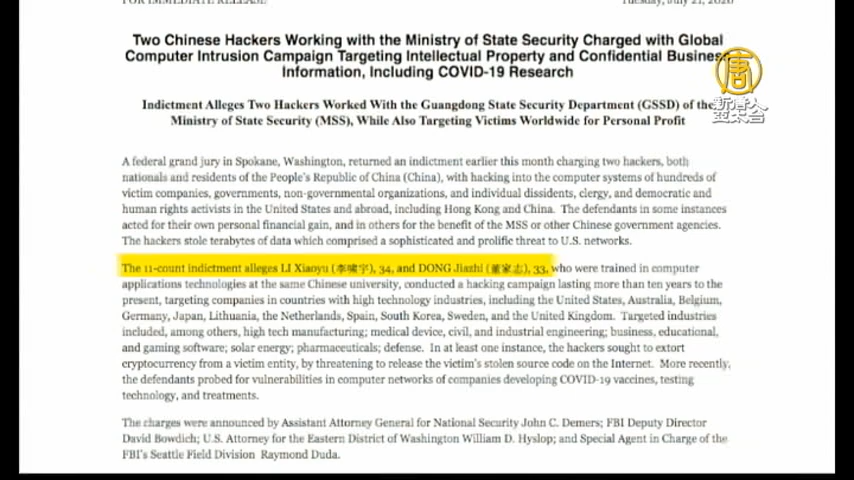 FOR IMMEDIATE RELEASE
Tuesday, July 21, 2020
Two Chinese Hackers Working with the Ministry of State Security Charged with Global
Computer Intrusion Campaign Targeting Intellectual Property and Confidential Business
Information, Including COVID-19 Research
唐
新唐人
亞太台
Indictment Alleges Two Hackers Worked With the Guangdong State Security Department (GSSD) of the
Ministry of State Security (MSS), While Also Targeting Victims Worldwide for Personal Profit
A federal grand jury in Spokane, Washington, returned an indictment earlier this month charging two hackers, both
nationals and residents of the People's Republic of China (China), with hacking into the computer systems of hundreds of
victim companies, governments, non-governmental organizations, and individual dissidents, clergy, and democratic and
human rights activists in the United States and abroad, including Hong Kong and China. The defendants in some instances
acted for their own personal financial gain, and in others for the benefit of the MSS or other Chinese government agencies.
The hackers stole terabytes of data which comprised a sophisticated and prolific threat to U.S. networks.
The 11-count indictment alleges LI Xiaoyu (李啸宇), 34, and DONG Jiazhi (董家志), 33, who were trained in computer
applications technologies at the same Chinese university, conducted a hacking campaign lasting more than ten years to the
present, targeting companies in countries with high technology industries, including the United States, Australia, Belgium,
Germany, Japan, Lithuania, the Netherlands, Spain, South Korea, Sweden, and the United Kingdom. Targeted industries
included, among others, high tech manufacturing; medical device, civil, and industrial engineering; business, educational,
and gaming software; solar energy; pharmaceuticals; defense. In at least one instance, the hackers sought to extort
cryptocurrency from a victim entity, by threatening to release the victim's stolen source code on the Internet. More recently,
the defendants probed for vulnerabilities in computer networks of companies developing COVID-19 vaccines, testing
technology, and treatments.
The charges were announced by Assistant Attorney General for National Security John C. Demers; FBI Deputy Director
David Bowdich; U.S. Attorney for the Eastern District of Washington William D. Hyslop; and Special Agent in Charge of the
FBI's Seattle Field Division Raymond Duda.